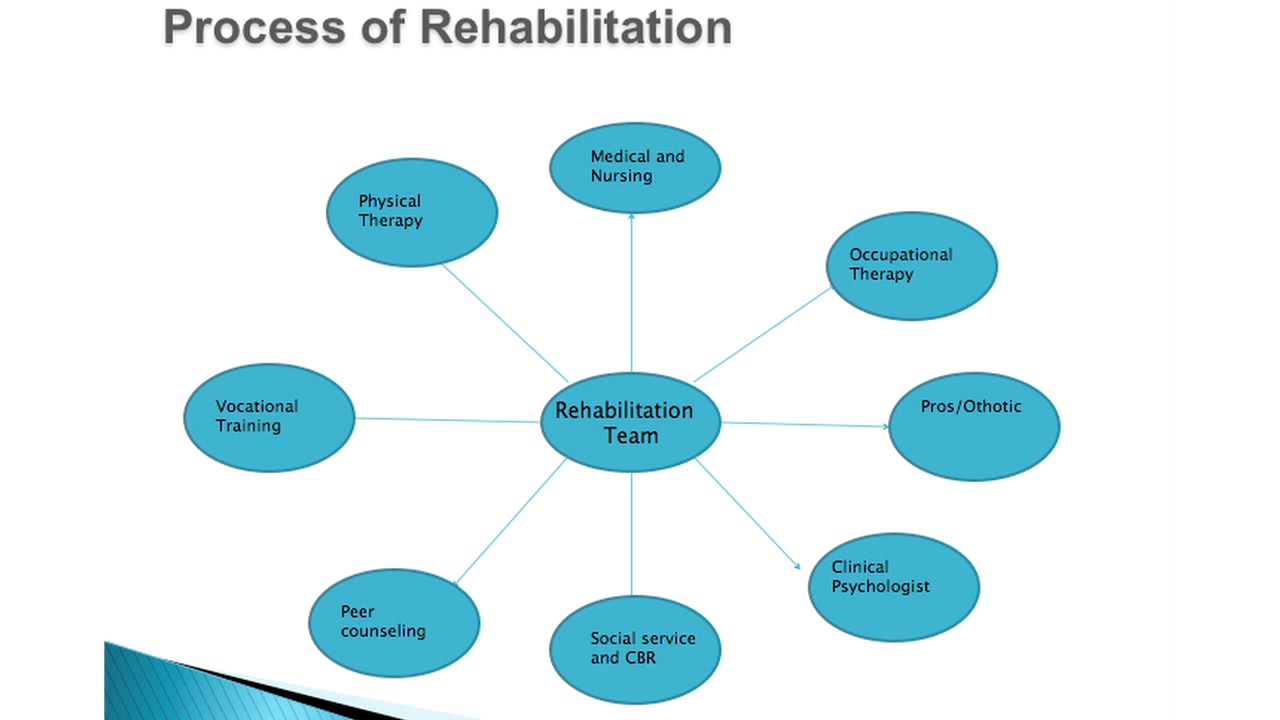 Process of Rehabilitation
Medical and
Nursing
Physical
Therapy
Occupational
Therapy
Vocational
Training
Rehabilitation
Team
Pros/Othotic
Clinical
Psychologist
Peer
counseling
Social service
and CBR